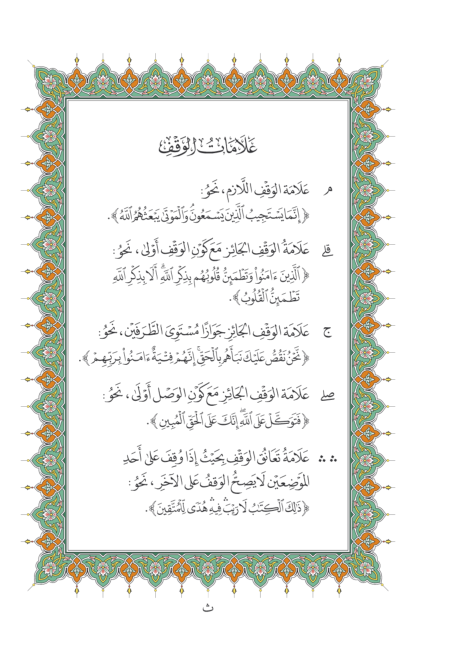 عَلَامَاتُ الوَقْفِ
مـ عَلَامَة الوَقْفِ اللَّازِم، نَحْوُ:
﴿إِنَّمَا يَسْتَجِيبُ ٱلَّذِينَ يَسْمَعُونَۘ وَٱلْمَوْتَىٰ يَبْعَثُهُمُ ٱللَّهُ﴾.
قلى عَلَامَةُ الوَقْفِ الجَائِزِ مَعَ كَوْنِ الوَقْفِ أَوْلَىٰ، نَحْوُ:
﴿ٱلَّذِينَ ءَامَنُوا۟ وَتَطْمَئِنُّ قُلُوبُهُم بِذِكْرِ ٱللَّهِۗ أَلَا بِذِكْرِ ٱللَّهِ
تَطْمَئِنُّ ٱلْقُلُوبُ﴾.
ج عَلَامَة الوَقْفِ الجَائِزِ جَوَازًا مُسْتَوِيَ الطَّرَفَيْن، نَحْوُ:
﴿نَّحْنُ نَقُصُّ عَلَيْكَ نَبَأَهُم بِٱلْحَقِّۚ إِنَّهُمْ فِتْيَةٌ ءَامَنُوا۟ بِرَبِّهِمْ﴾.
صلى عَلَامَة الوَقْفِ الجَائِزِ مَعَ كَوْنِ الوَصْل أَوْلَىٰ، نَحْوُ:
﴿فَتَوَكَّلْ عَلَى ٱللَّهِۖ إِنَّكَ عَلَى ٱلْحَقِّ ٱلْمُبِينِ﴾.
ۛ ۛ عَلَامَةُ تَعَانُق الوَقْفِ بِحَيْثُ إِذَا وُقِفَ عَلَىٰ أَحَدِ
المَوْضِعَيْن لَا يَصِحُّ الوَقْفُ عَلَى الآخَرِ، نَحْوُ:
﴿ذَٰلِكَ ٱلْكِتَٰبُ لَا رَيْبَۛ فِيهِۛ هُدًى لِّلْمُتَّقِينَ﴾.
ث